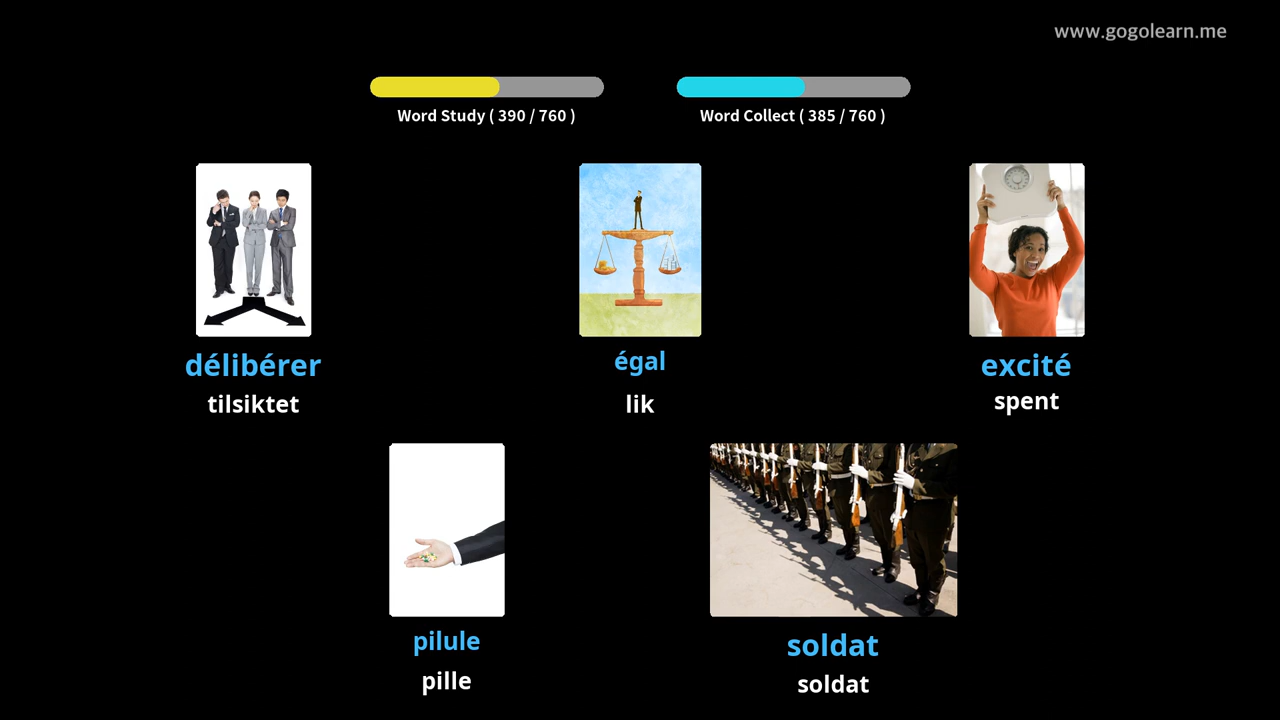 www.gogolearn.me
Word Study ( 390 / 760 )
Word Collect ( 385 / 760 )
délibérer
tilsiktet
égal
lik
excité
spent
pilule
pille
soldat
soldat